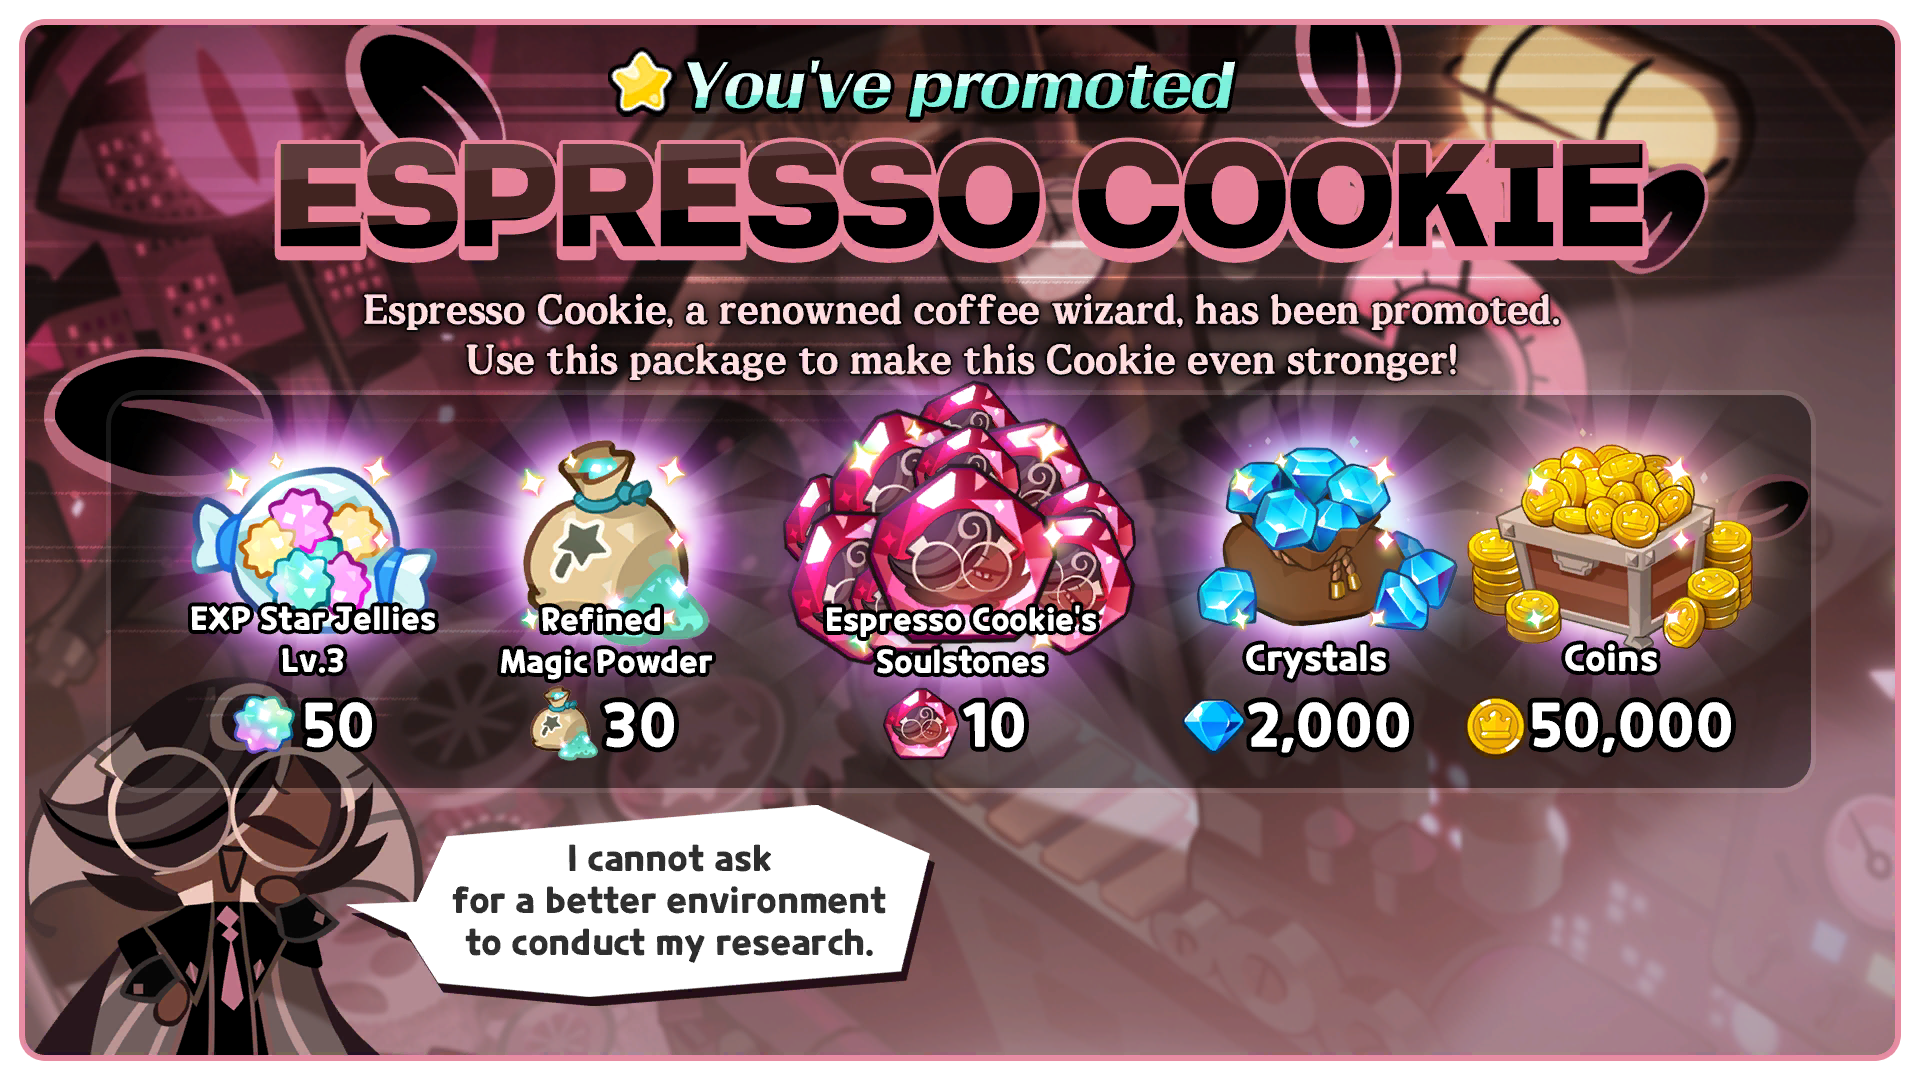 You've promoted
ESPRESSO COOKIE
Espresso Cookie, a renowned coffee wizard, has been promoted.
Use this package to make this Cookie even stronger!
EXP Star Jellies
Lv.3
50
Refined
Magic Powder
30
Espresso Cookie's
Soulstones
10
Crystals
2,000
Coins
50,000
I cannot ask
for a better environment
to conduct my research.